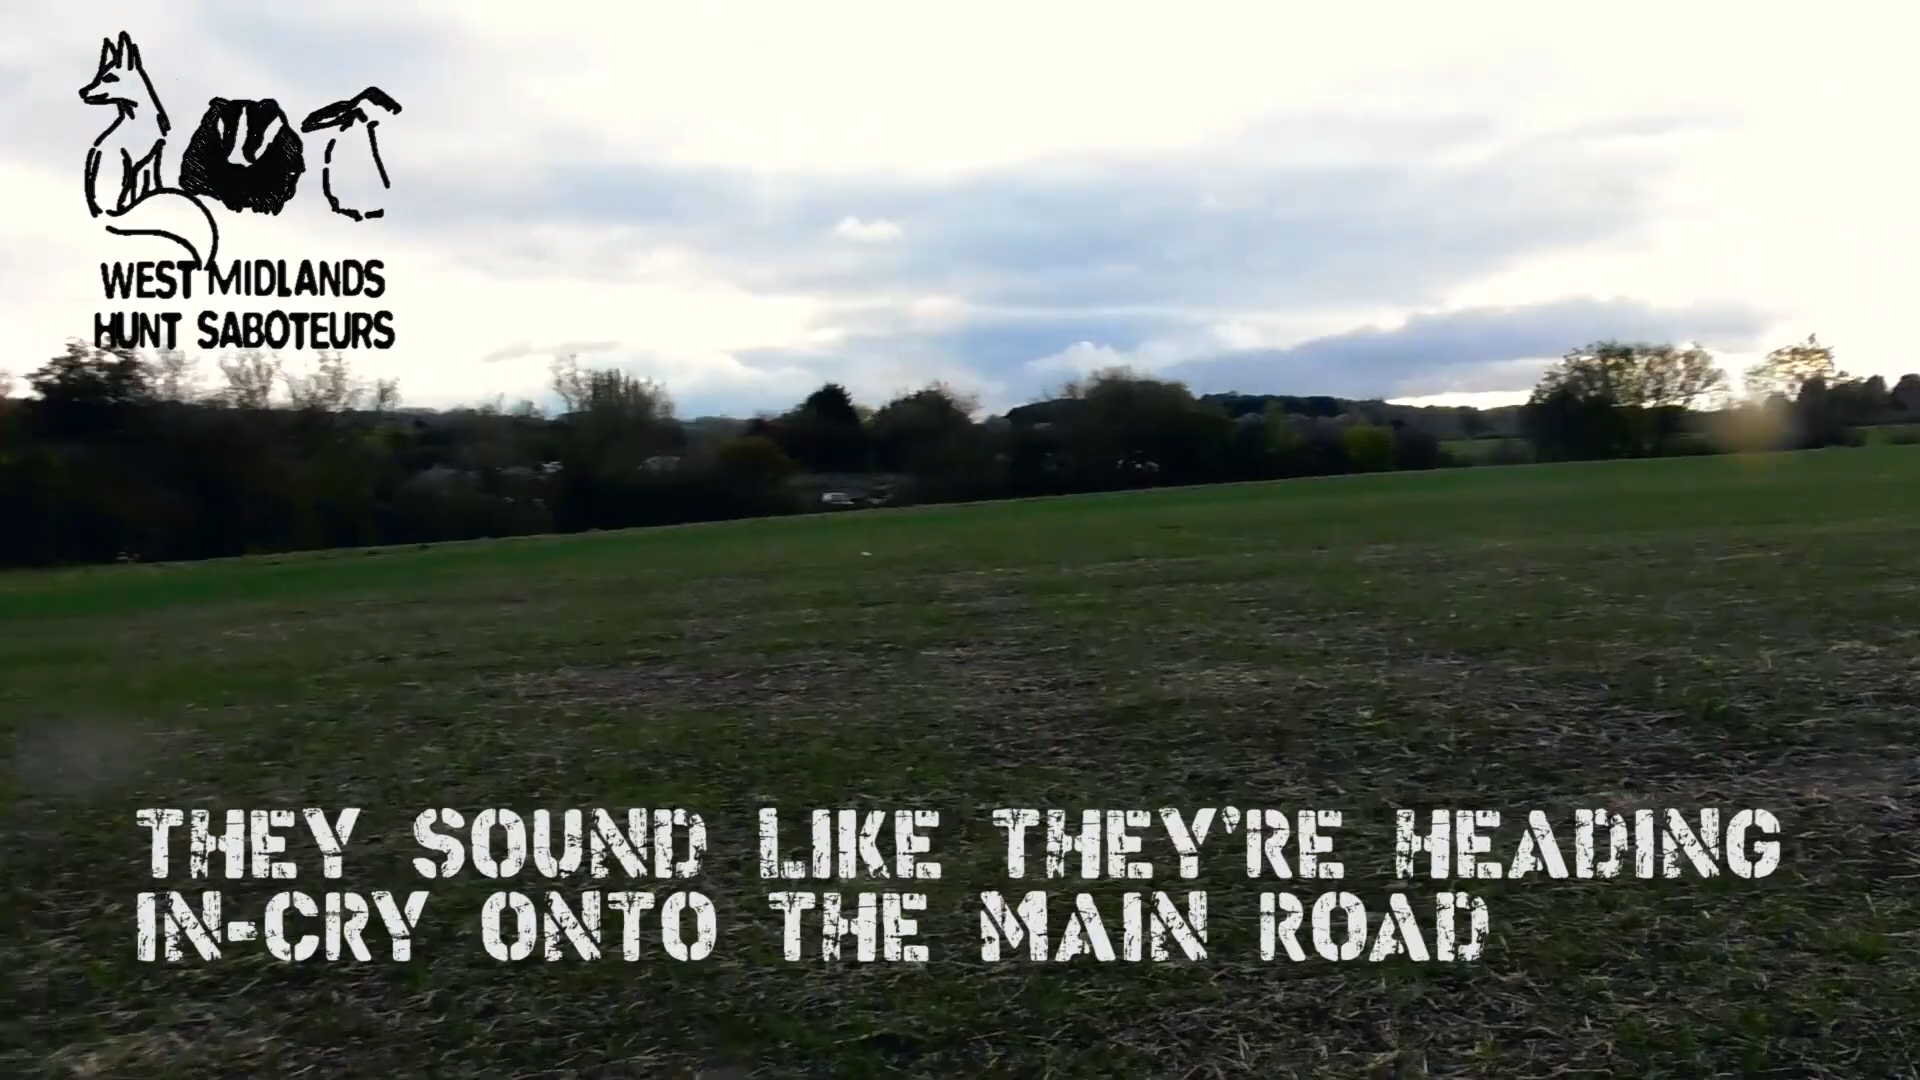 WEST MIDLANDS
HUNT SABOTEURS
THEY SOUND LIKE THEY'RE HEADING
IN-CRY ONTO THE MAIN ROAD